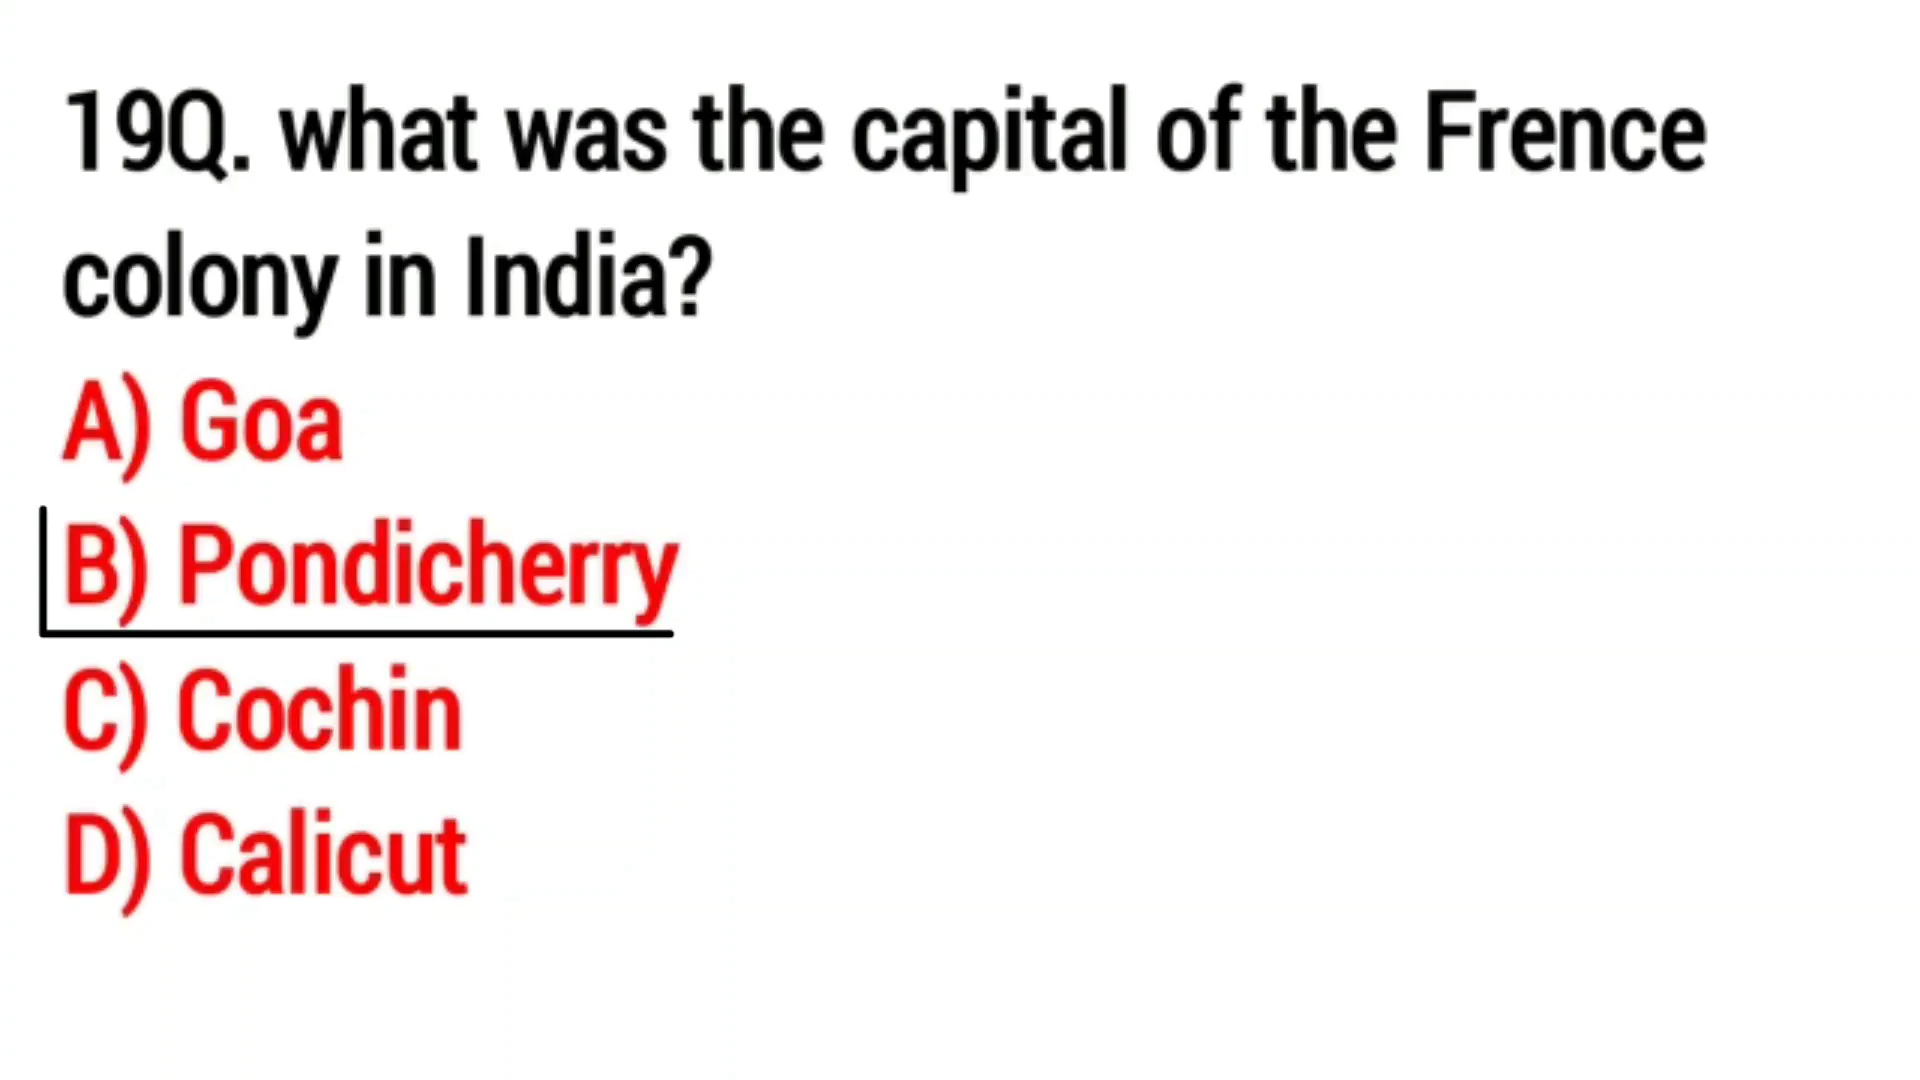 19Q. what was the capital of the Frence
colony in India?
A) Goa
B) Pondicherry
C) Cochin
D) Calicut